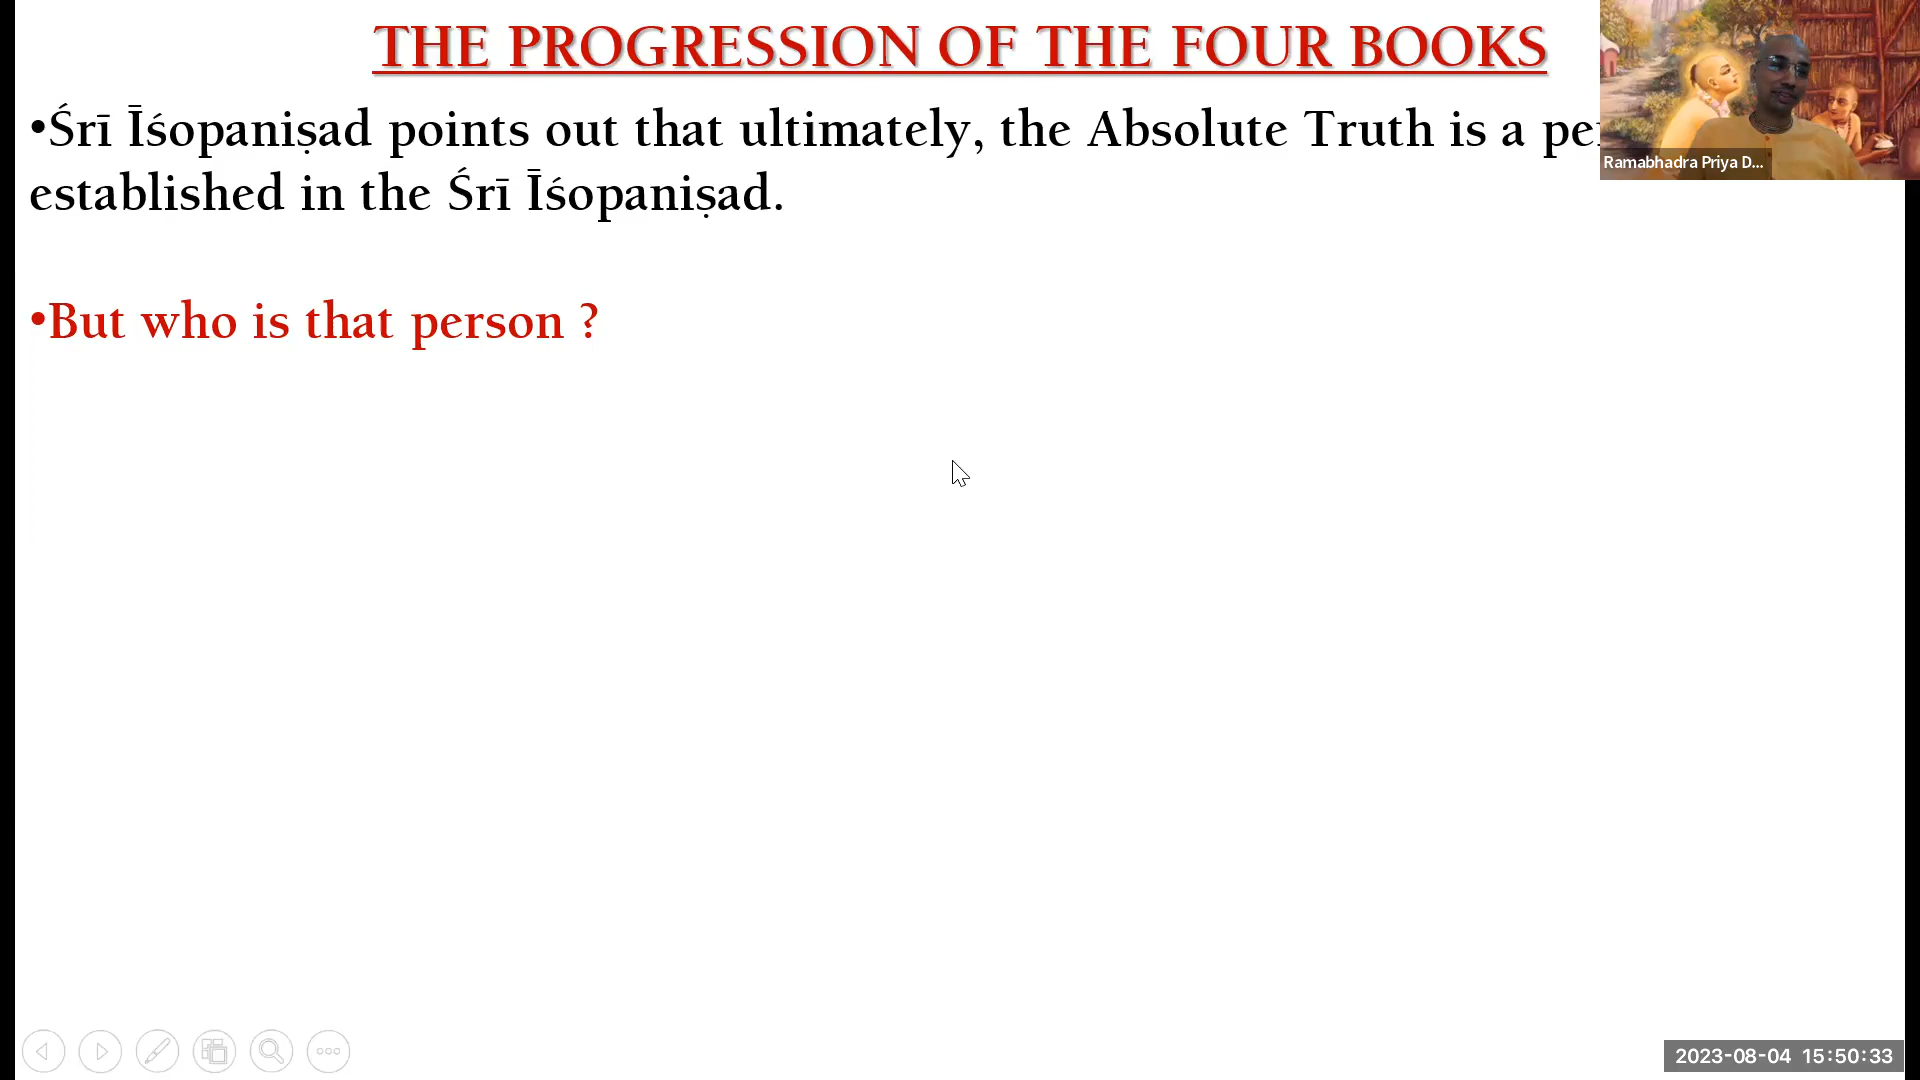 THE PROGRESSION OF THE FOUR BOOKS
•Śrī Īśopaniṣad points out that ultimately, the Absolute Truth is a
established in the Śrī Īśopaniṣad.
•But who is that person ?
Ramabhadra Priya D...
2023-08-04 15:50:33